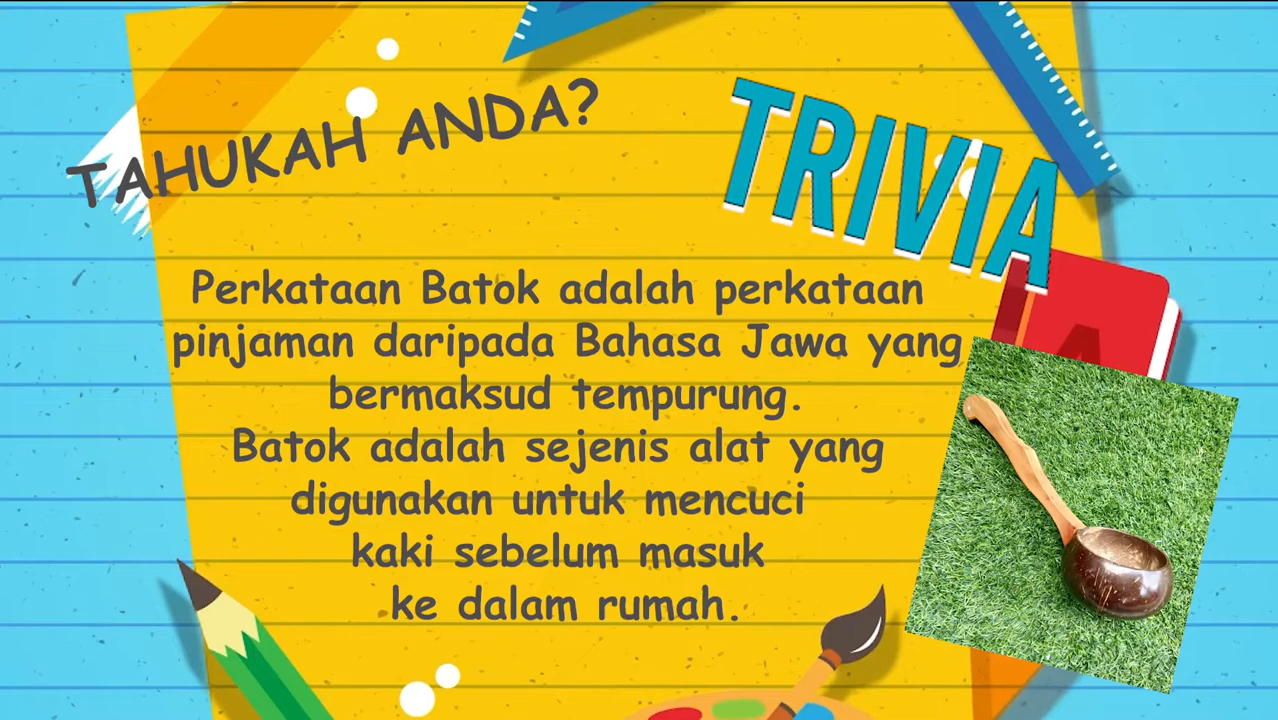 TAHUKAH ANDA?
TRIVIA
Perkataan Batok adalah perkataan
pinjaman daripada Bahasa Jawa yang
bermaksud tempurung.
Batok adalah sejenis alat yang
digunakan untuk mencuci
kaki sebelum masuk
ke dalam rumah.
A